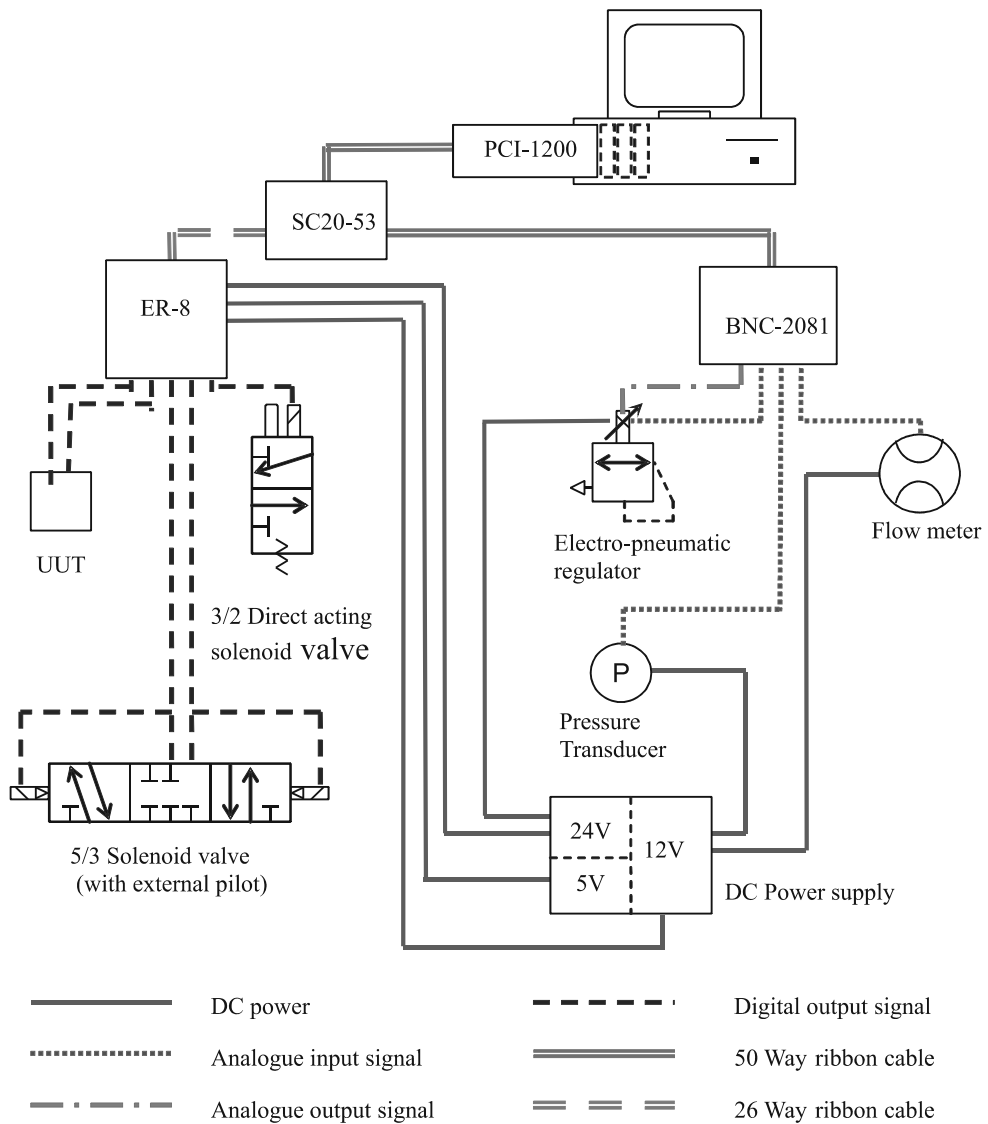 PCI-1200
SC20-53
ER-8
BNC-2081
Flow meter
Electro-pneumatic
regulator
UUT
3/2 Direct acting
solenoid valve
P
Pressure
Transducer
24V
12V
5V
DC Power supply
5/3 Solenoid valve
(with external pilot)
DC power
Digital output signal
Analogue input signal
50 Way ribbon cable
Analogue output signal
26 Way ribbon cable